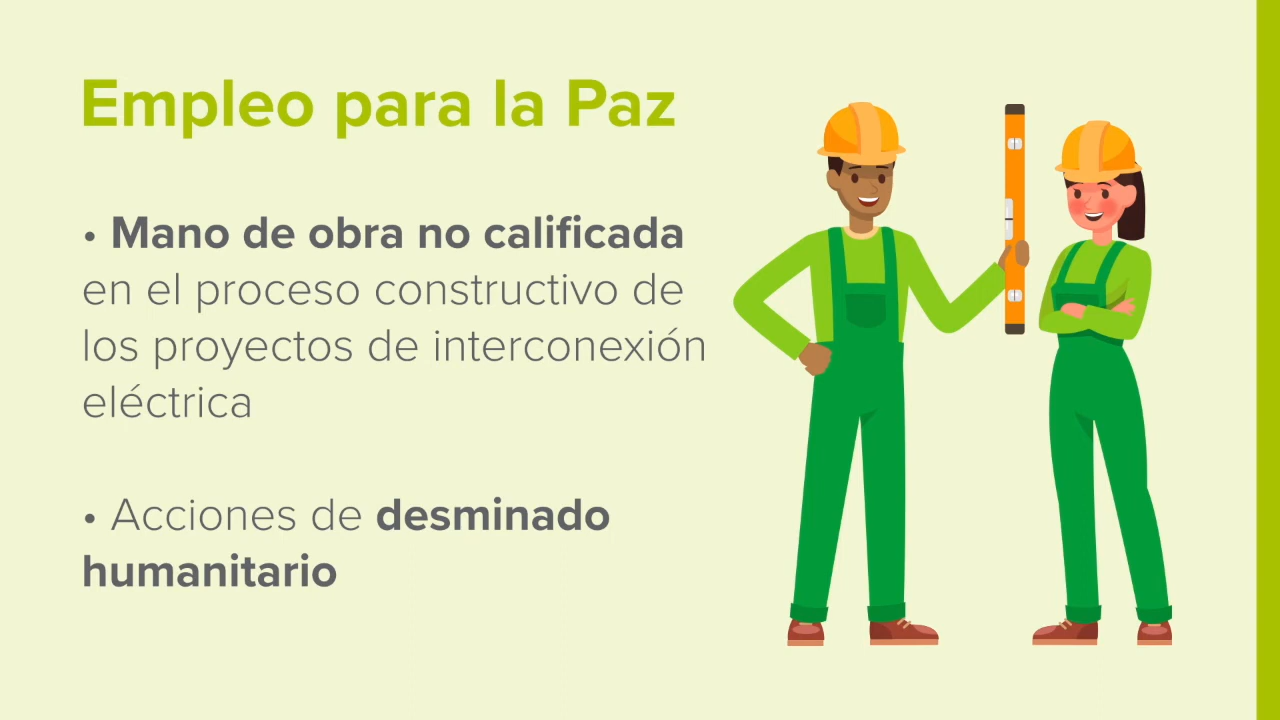 Empleo para la Paz
• Mano de obra no calificada
en el proceso constructivo de
los proyectos de interconexión
eléctrica
• Acciones de desminado
humanitario